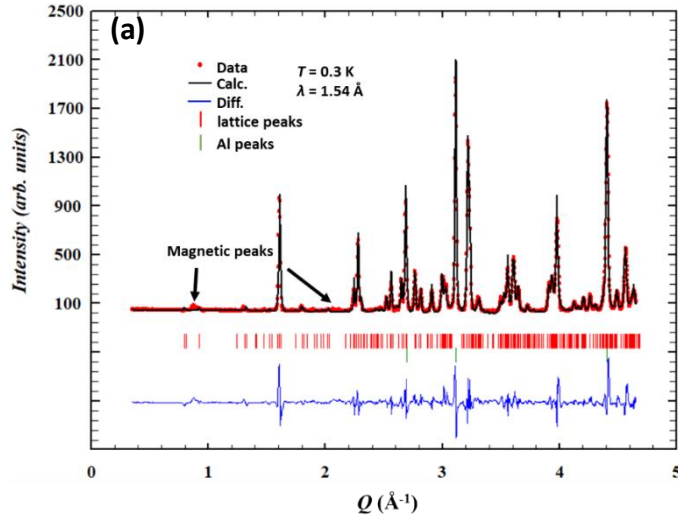 (a)
2500
2100
1700
1300
900
500
100
Intensity (arb. units)
Data
Calc.
Diff.
lattice peaks
Al peaks
T = 0.3 K
λ = 1.54 Å
Magnetic peaks
0 1 2 3 4 5
Q (Å⁻¹)